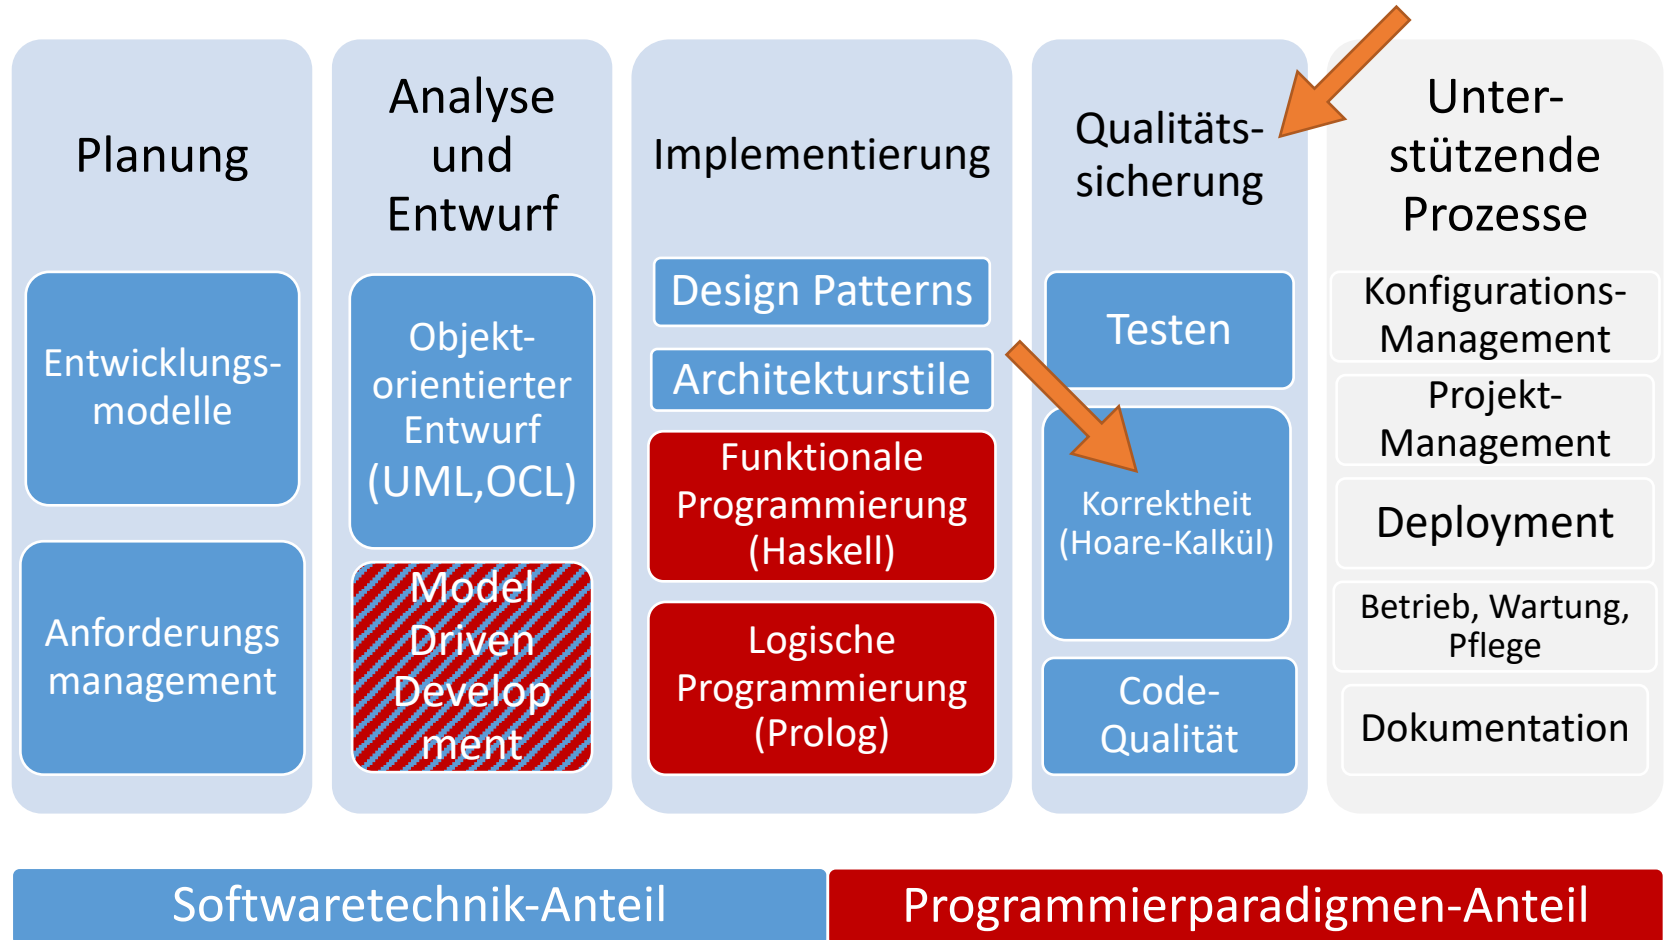 Planung
Entwicklungs-
modelle
Anforderungs
management
Analyse
und
Entwurf
Objekt-
orientierter
Entwurf
(UML,OCL)
Model
Driven
Develop
ment
Implementierung
Design Patterns
Architekturstile
Funktionale
Programmierung
(Haskell)
Logische
Programmierung
(Prolog)
Qualitäts-
sicherung
Testen
Korrektheit
(Hoare-Kalkül)
Code-
Qualität
Unter-
stützende
Prozesse
Konfigurations-
Management
Projekt-
Management
Deployment
Betrieb, Wartung,
Pflege
Dokumentation
Softwaretechnik-Anteil
Programmierparadigmen-Anteil